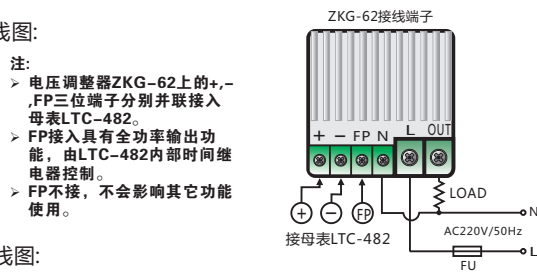 线图:
注:
➢ 电压调整器ZKG-62上的+,-
,FP三位端子分别并联接入
母表LTC-482。
➢ FP接入具有全功率输出功
能，由LTC-482内部时间继
电器控制。
➢ FP不接，不会影响其它功能
使用。
线图:
ZKG-62接线端子
+ - FP N L OUT
+ - FP
接母表LTC-482
LOAD
N
AC220V/50Hz
L
FU